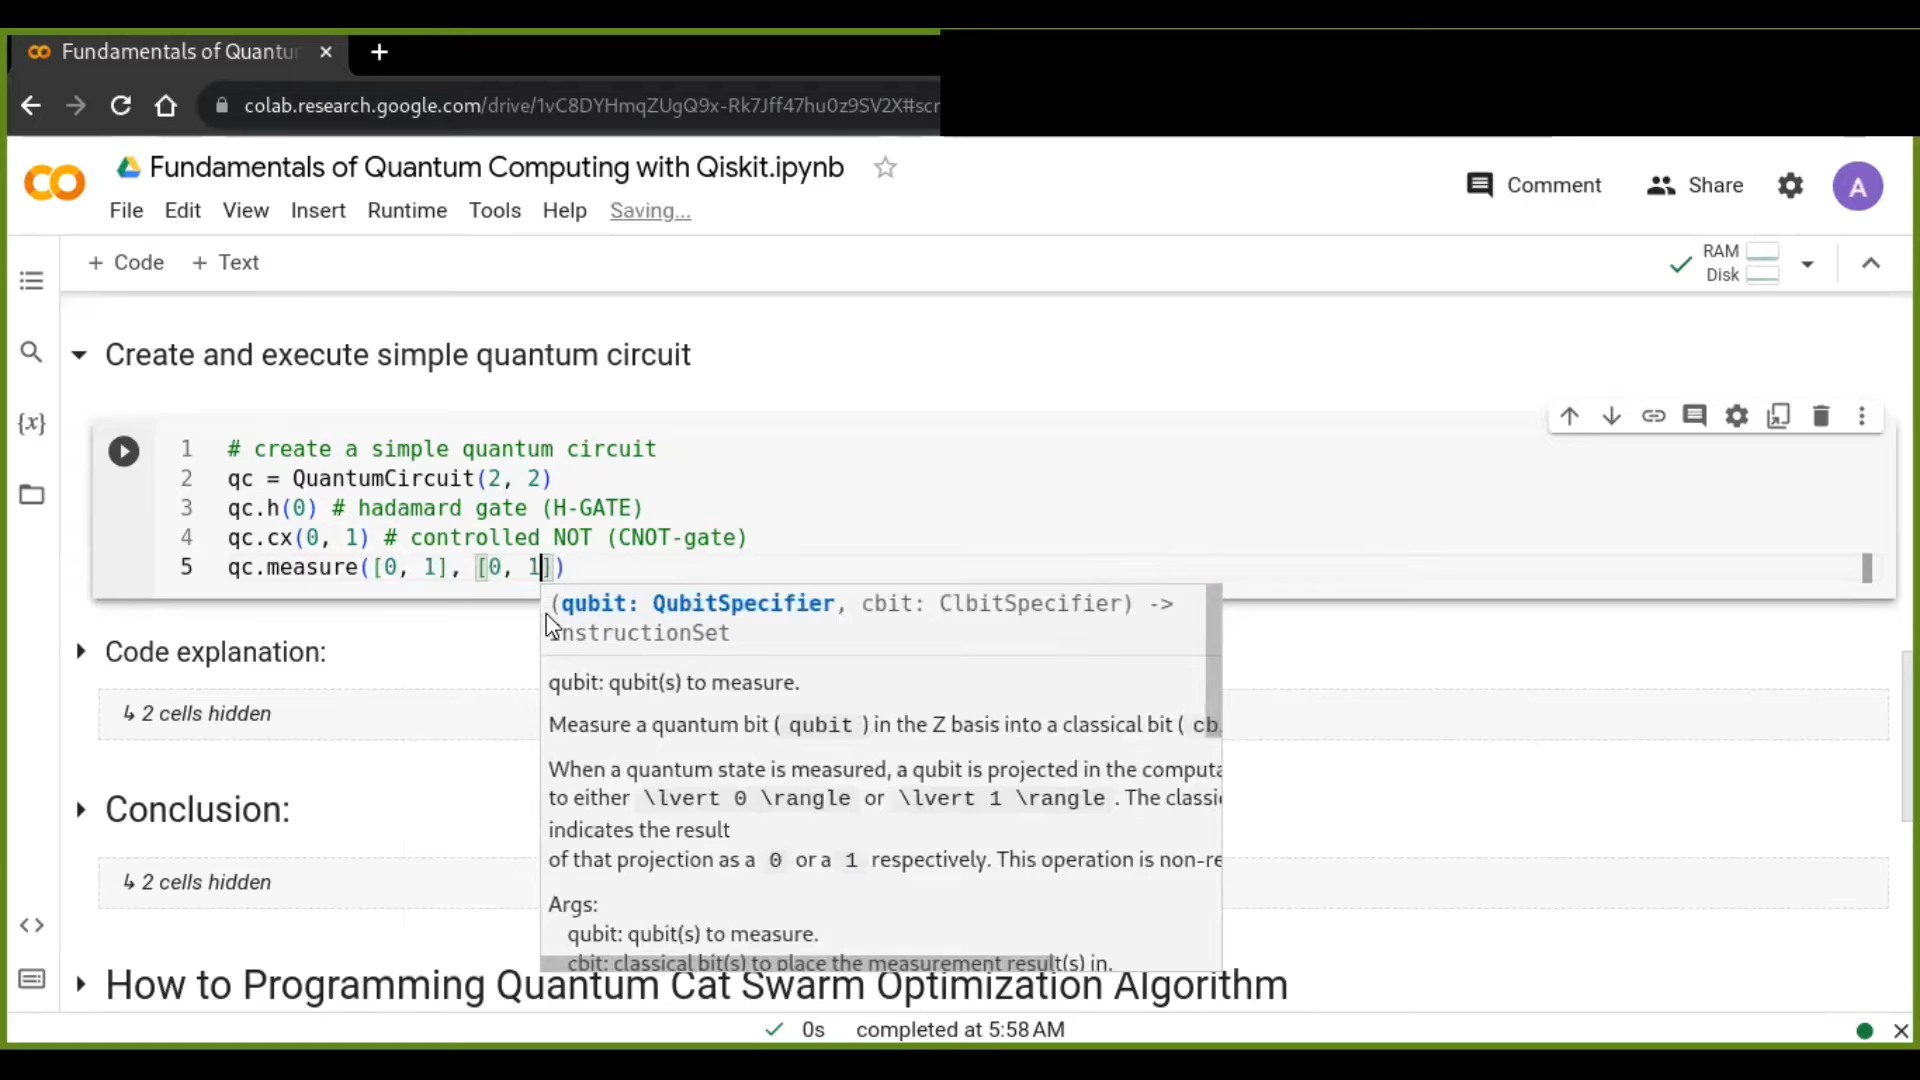 Fundamentals of Quantu
colab.research.google.com/drive/1vC8DYHmqZUgQ9x-Rk7Jff47hu0z9SV2X#scr
Fundamentals of Quantum Computing with Qiskit.ipynb
Comment
Share
A
File Edit View Insert Runtime Tools Help Saving...
+ Code + Text
RAM
Disk
Create and execute simple quantum circuit
1 # create a simple quantum circuit
2 qc = QuantumCircuit(2, 2)
3 qc.h(0) # hadamard gate (H-GATE)
4 qc.cx(0, 1) # controlled NOT (CNOT-gate)
5 qc.measure([0, 1], [0, 1])
(qubit: QubitSpecifier, cbit: ClbitSpecifier) ->
nstructionSet
qubit: qubit(s) to measure.
Measure a quantum bit ( qubit ) in the Z basis into a classical bit ( cb
When a quantum state is measured, a qubit is projected in the computa
to either \lvert 0 \rangle or \lvert 1 \rangle . The classi
indicates the result
of that projection as a 0 or a 1 respectively. This operation is non-re
Args:
qubit: qubit(s) to measure.
cbit: classical bit(s) to place the measurement result(s) in.
Code explanation:
↳ 2 cells hidden
Conclusion:
↳ 2 cells hidden
How to Programming Quantum Cat Swarm Optimization Algorithm
0s completed at 5:58 AM